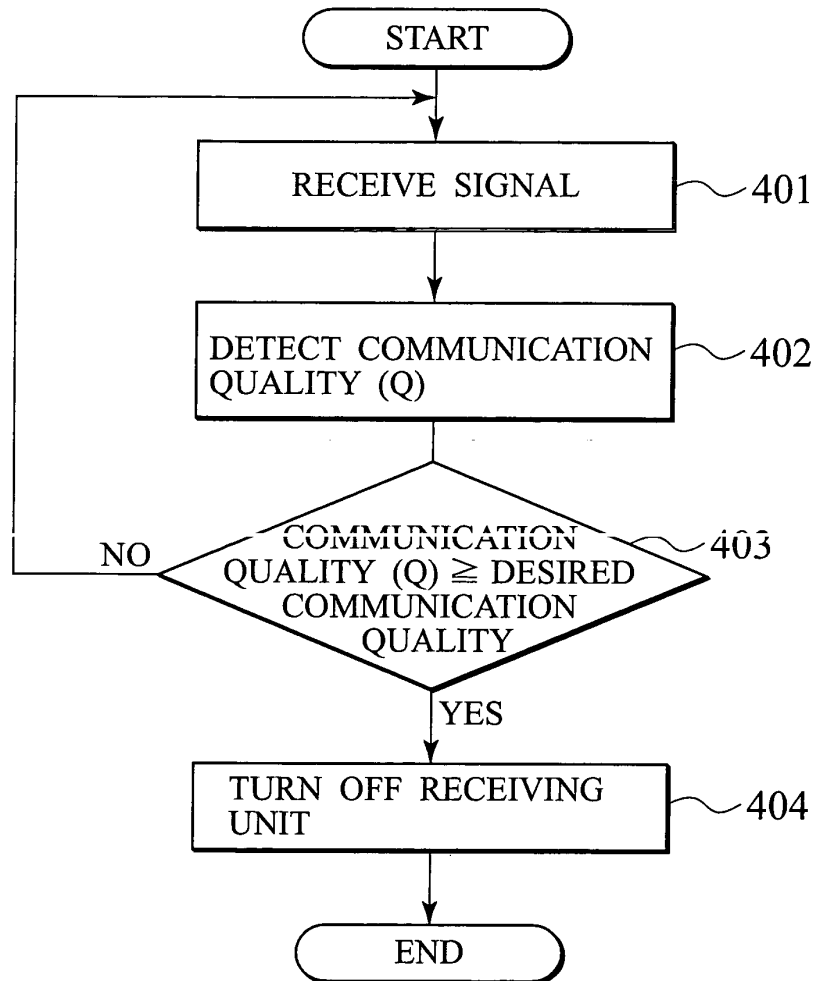 START
RECEIVE SIGNAL
401
DETECT COMMUNICATION
QUALITY (Q)
402
COMMUNICATION
QUALITY (Q) ≧ DESIRED
COMMUNICATION
QUALITY
403
NO
YES
TURN OFF RECEIVING
UNIT
404
END